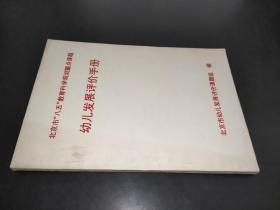 北京市“八五”教育科学规划重点课题
幼儿发展评价手册
北京市幼儿发展评价课题组 编